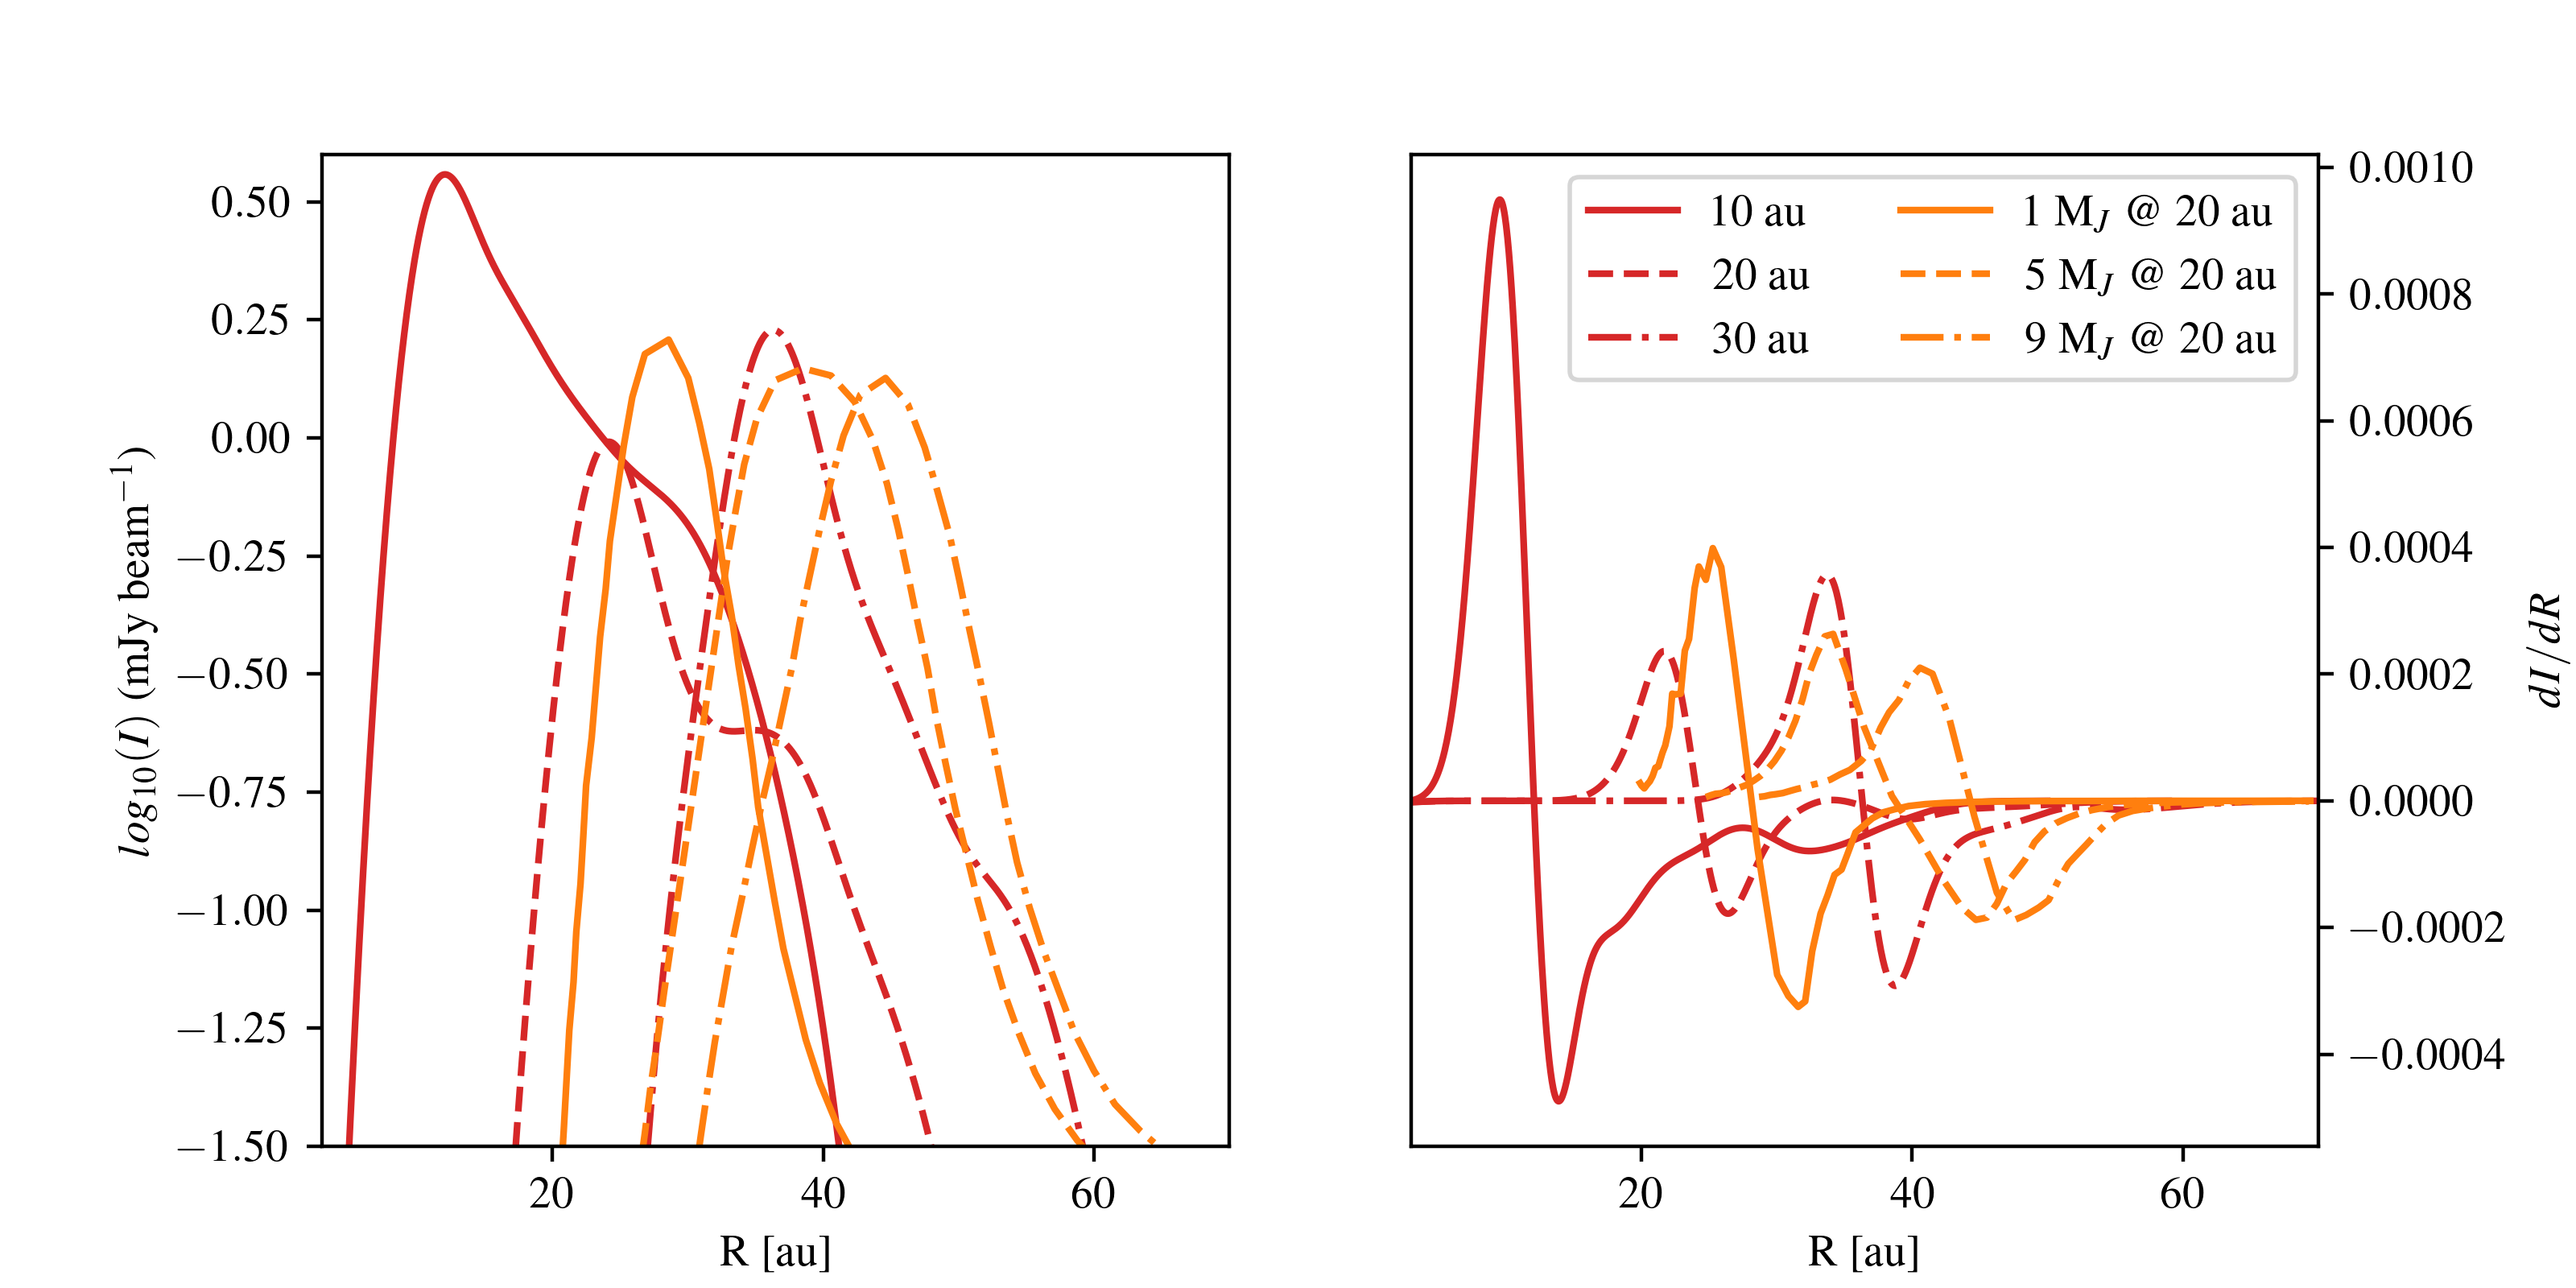 0.50
0.25
0.00
−0.25
−0.50
−0.75
−1.00
−1.25
−1.50
log10(I) (mJy beam−1)
20 40 60
R [au]
10 au
20 au
30 au
1 MJ @ 20 au
5 MJ @ 20 au
9 MJ @ 20 au
0.0010
0.0008
0.0006
0.0004
0.0002
0.0000
−0.0002
−0.0004
dI/dR
20 40 60
R [au]